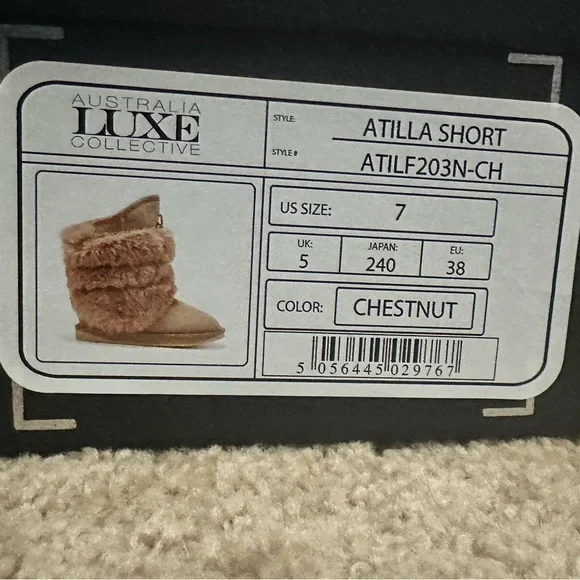 AUSTRALIA
LUXE
COLLECTIVE
STYLE: ATILLA SHORT
STYLE # ATILF203N-CH
US SIZE: 7
UK: 5
JAPAN: 240
EU: 38
COLOR: CHESTNUT
5 056445 029767